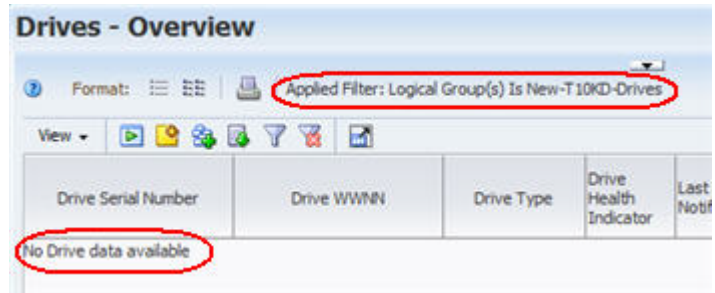 Drives - Overview
Format:
Applied Filter: Logical Group(s) Is New-T10KD-Drives
View
Drive Serial Number
Drive WWNN
Drive Type
Drive
Health
Indicator
Last
No Drive data available